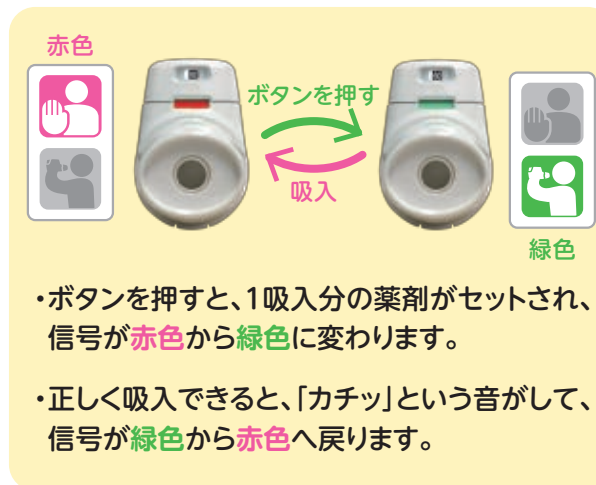 赤色
ボタンを押す
吸入
緑色
・ボタンを押すと、1吸入分の薬剤がセットされ、
信号が赤色から緑色に変わります。
・正しく吸入できると、「カチッ」という音がして、
信号が緑色から赤色へ戻ります。